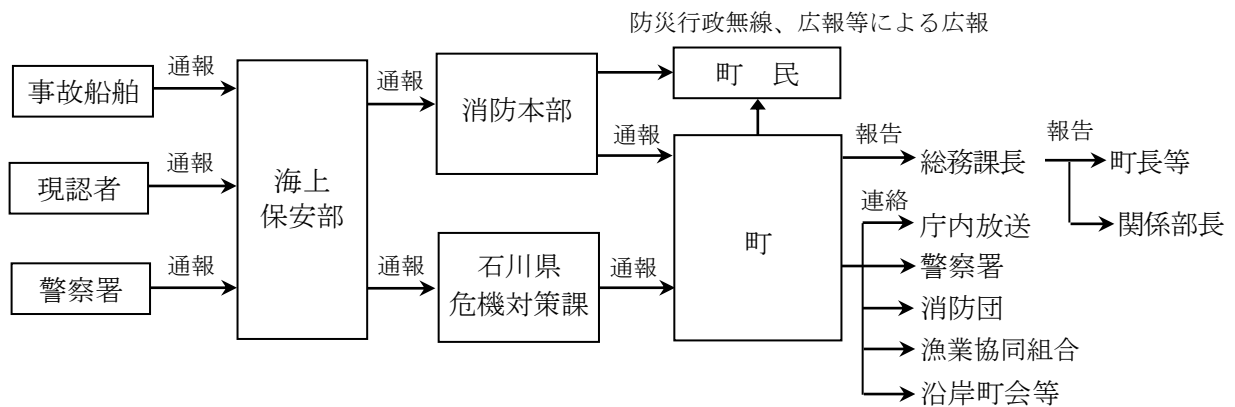 防災行政無線、広報等による広報
事故船舶
通報
現認者
通報
警察署
通報
海上
保安部
通報
消防本部
通報
石川県
危機対策課
通報
通報
町　民
町
報告
総務課長
報告
町長等
関係部長
連絡
庁内放送
警察署
消防団
漁業協同組合
沿岸町会等